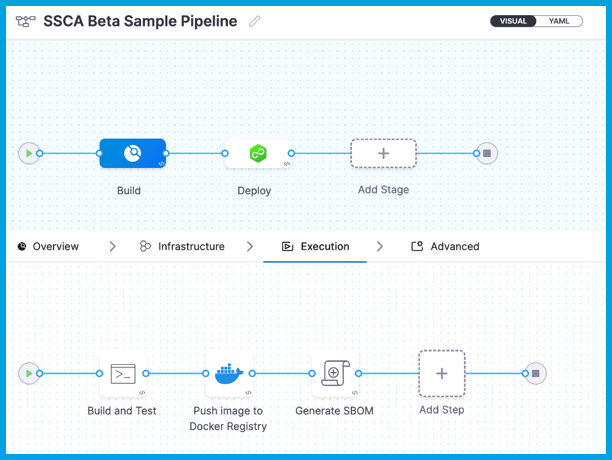 SSCA Beta Sample Pipeline
VISUAL YAML
Build
Deploy
Add Stage
Overview
Infrastructure
Execution
Advanced
Build and Test
Push image to
Docker Registry
Generate SBOM
Add Step